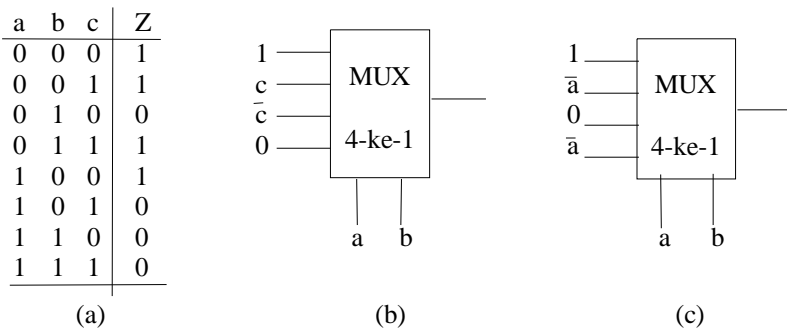 a b c Z
0 0 0 1
0 0 1 1
0 1 0 0
0 1 1 1
1 0 0 1
1 0 1 0
1 1 0 0
1 1 1 0
(a)
1
c
c̄
0
MUX
4-ke-1
a b
(b)
1
a̅
0
a̅
MUX
4-ke-1
a b
(c)